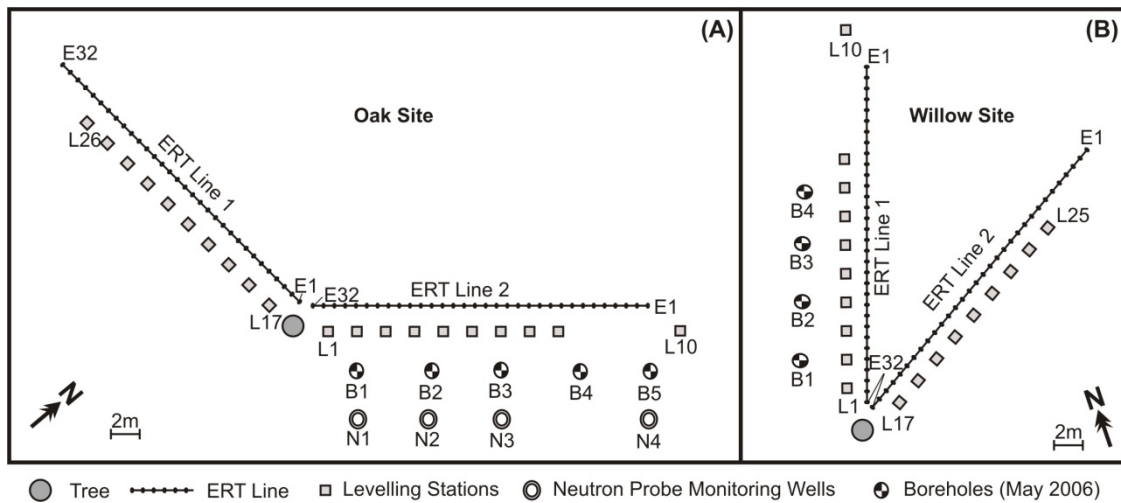 (A)
E32
Oak Site
L26
ERT Line 1
E1
E32
ERT Line 2
E1
L17
L1
L10
B1
B2
B3
B4
B5
N
2m
N1
N2
N3
N4
(B)
L10
E1
Willow Site
E1
B4
L25
B3
ERT Line 1
ERT Line 2
B2
B1
E32
L1
L17
N
2m
Tree
ERT Line
Levelling Stations
Neutron Probe Monitoring Wells
Boreholes (May 2006)